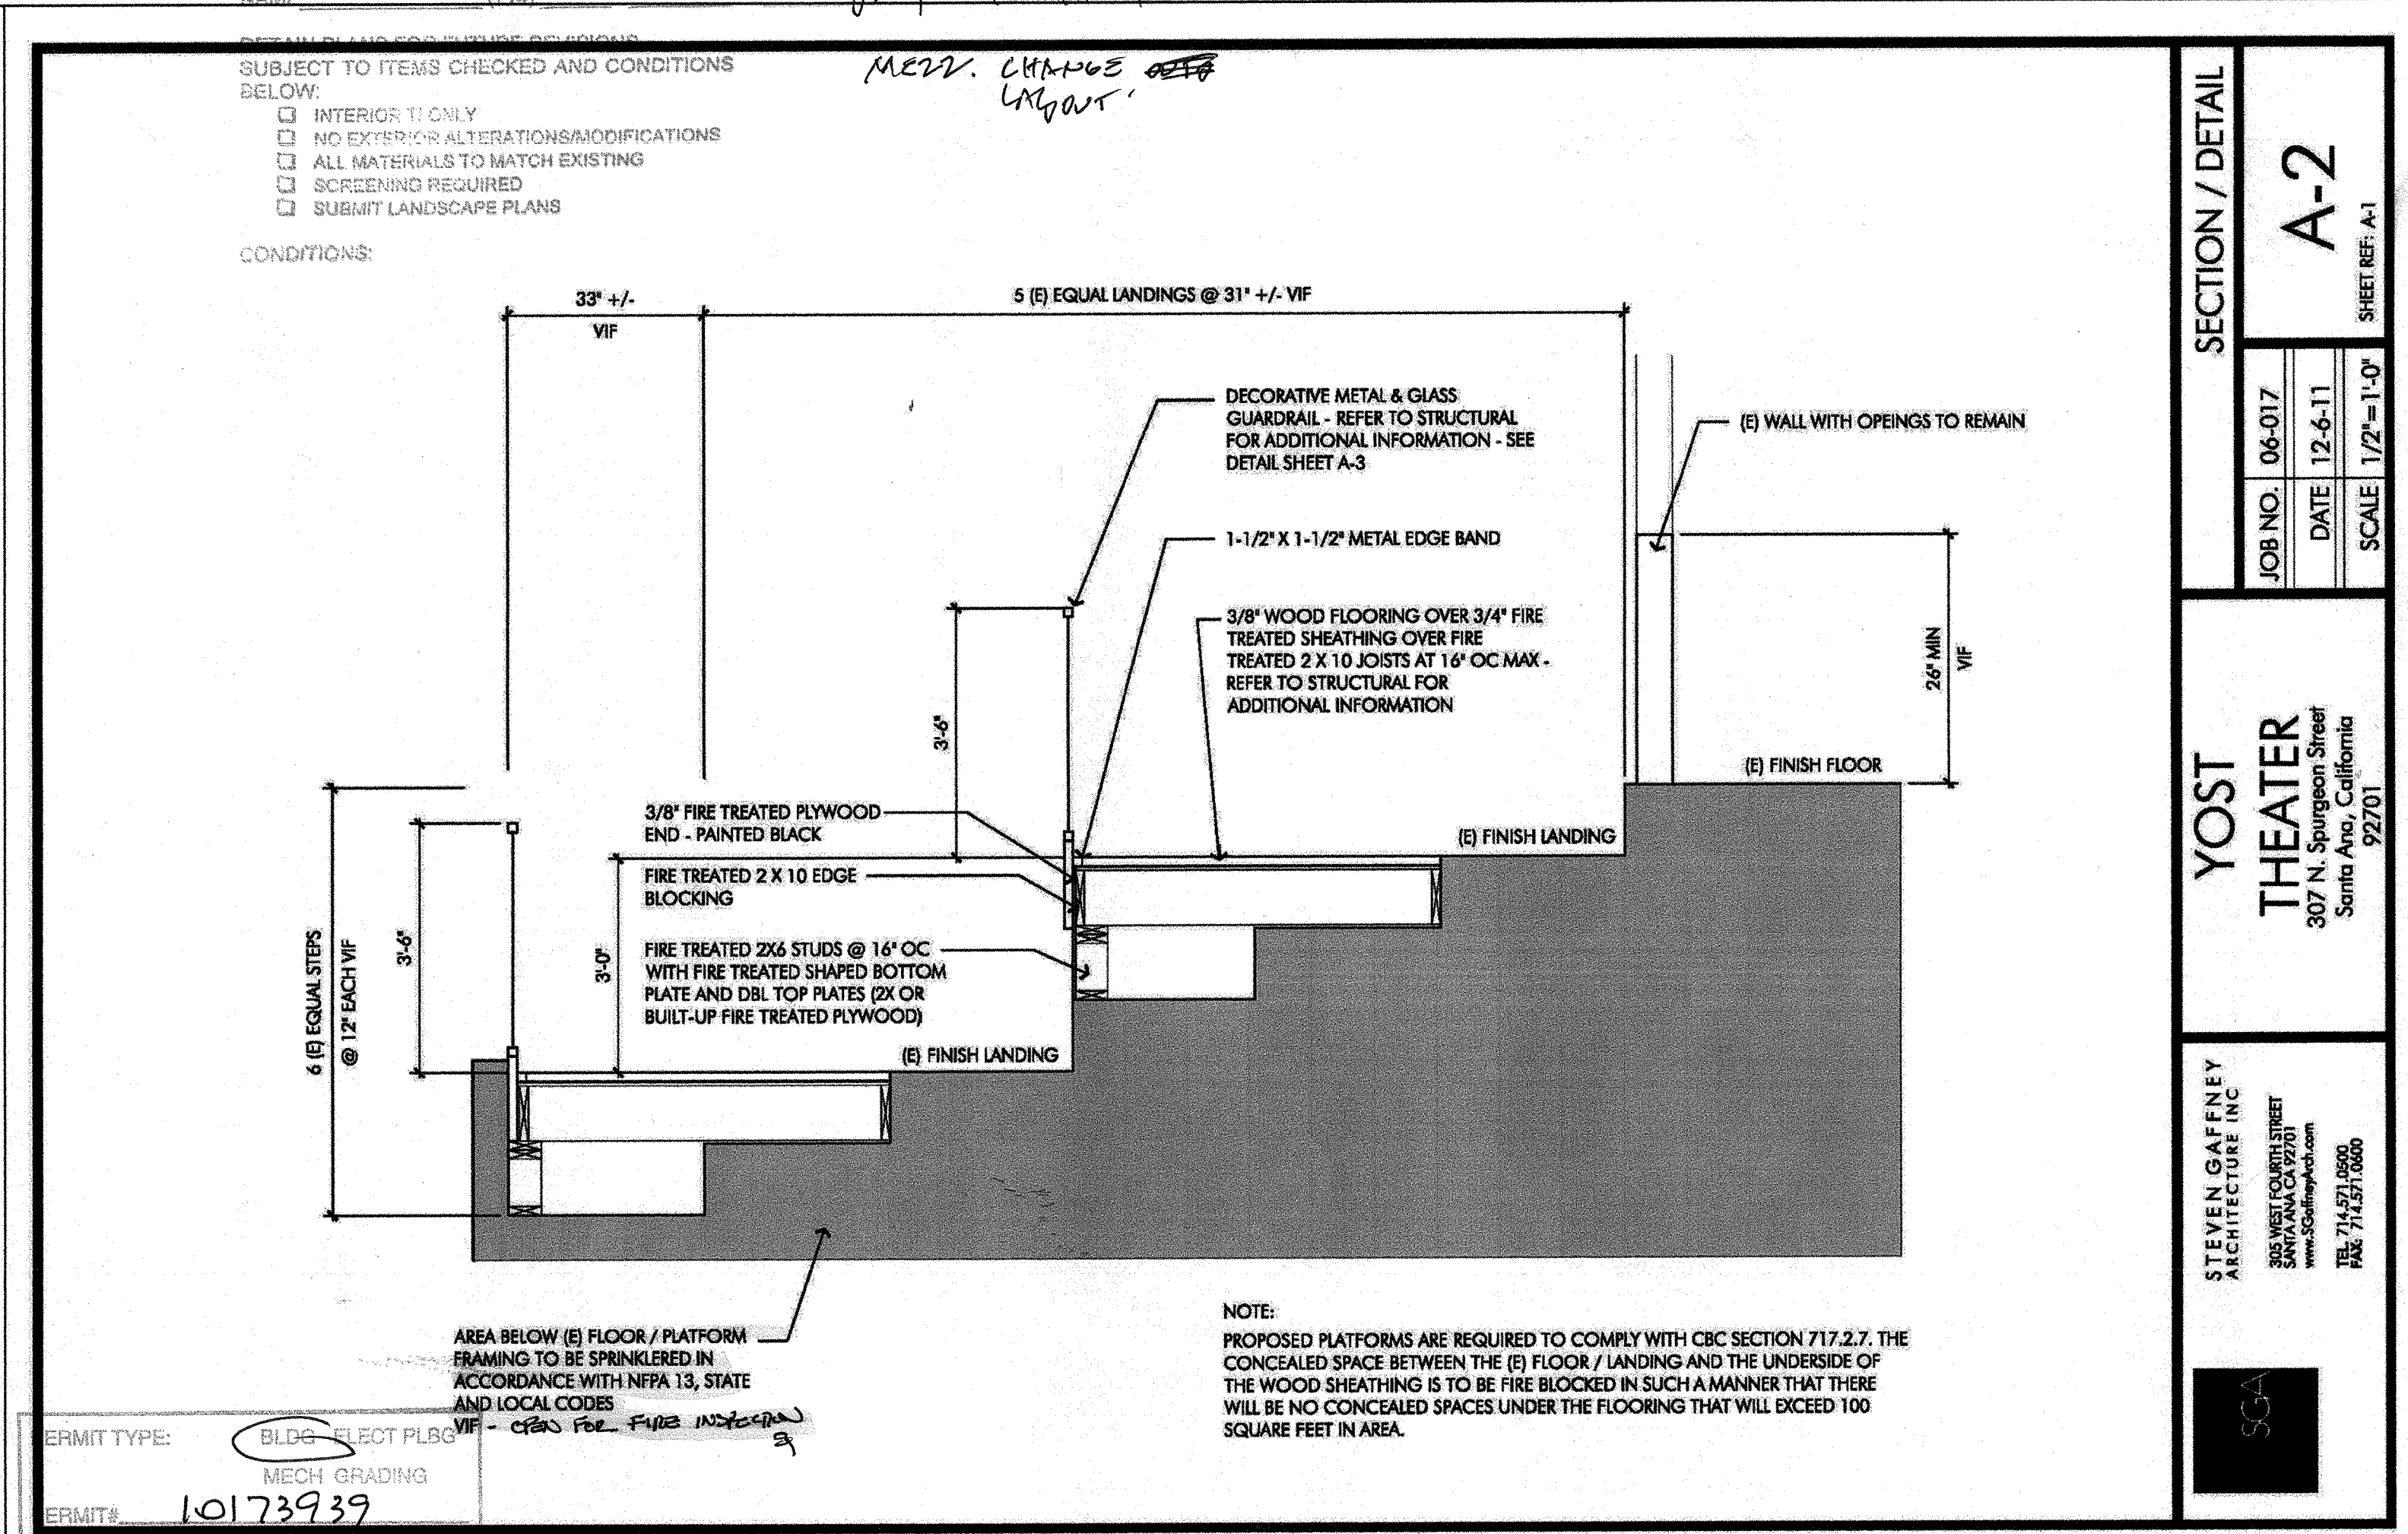 RETAIN PLANS FOR FUTURE REVISIONS
SUBJECT TO ITEMS CHECKED AND CONDITIONS
BELOW:
INTERIOR TI ONLY
NO EXTERIOR ALTERATIONS/MODIFICATIONS
ALL MATERIALS TO MATCH EXISTING
SCREENING REQUIRED
SUBMIT LANDSCAPE PLANS
CONDITIONS:
MEZZ. CHANGE
LAYOUT
33" +/-
VIF
5 (E) EQUAL LANDINGS @ 31" +/- VIF
DECORATIVE METAL & GLASS
GUARDRAIL - REFER TO STRUCTURAL
FOR ADDITIONAL INFORMATION - SEE
DETAIL SHEET A-3
(E) WALL WITH OPEINGS TO REMAIN
1-1/2" X 1-1/2" METAL EDGE BAND
3/8" WOOD FLOORING OVER 3/4" FIRE
TREATED SHEATHING OVER FIRE
TREATED 2 X 10 JOISTS AT 16" OC MAX -
REFER TO STRUCTURAL FOR
ADDITIONAL INFORMATION
26" MIN
VIF
3'-6"
(E) FINISH FLOOR
3/8" FIRE TREATED PLYWOOD
END - PAINTED BLACK
(E) FINISH LANDING
FIRE TREATED 2 X 10 EDGE
BLOCKING
6 (E) EQUAL STEPS
@ 12" EACH VIF
3'-6"
3'-0"
FIRE TREATED 2X6 STUDS @ 16" OC
WITH FIRE TREATED SHAPED BOTTOM
PLATE AND DBL TOP PLATES (2X OR
BUILT-UP FIRE TREATED PLYWOOD)
(E) FINISH LANDING
AREA BELOW (E) FLOOR / PLATFORM
FRAMING TO BE SPRINKLERED IN
ACCORDANCE WITH NFPA 13, STATE
AND LOCAL CODES
VIF - OPEN FOR FIRE INSPECTION
NOTE:
PROPOSED PLATFORMS ARE REQUIRED TO COMPLY WITH CBC SECTION 717.2.7. THE
CONCEALED SPACE BETWEEN THE (E) FLOOR / LANDING AND THE UNDERSIDE OF
THE WOOD SHEATHING IS TO BE FIRE BLOCKED IN SUCH A MANNER THAT THERE
WILL BE NO CONCEALED SPACES UNDER THE FLOORING THAT WILL EXCEED 100
SQUARE FEET IN AREA.
ERMIT TYPE: BLDG ELECT PLBG
MECH GRADING
ERMIT# 10173939
SECTION / DETAIL
A-2
SHEET REF: A-1
JOB NO. 06-017
DATE 12-6-11
SCALE 1/2"=1'-0"
YOST
THEATER
307 N. Spurgeon Street
Santa Ana, California
92701
STEVEN GAFFNEY
ARCHITECTURE INC
305 WEST FOURTH STREET
SANTA ANA CA 92701
www.SGaffneyArch.com
TEL 714.571.0500
FAX: 714.571.0600
SGA